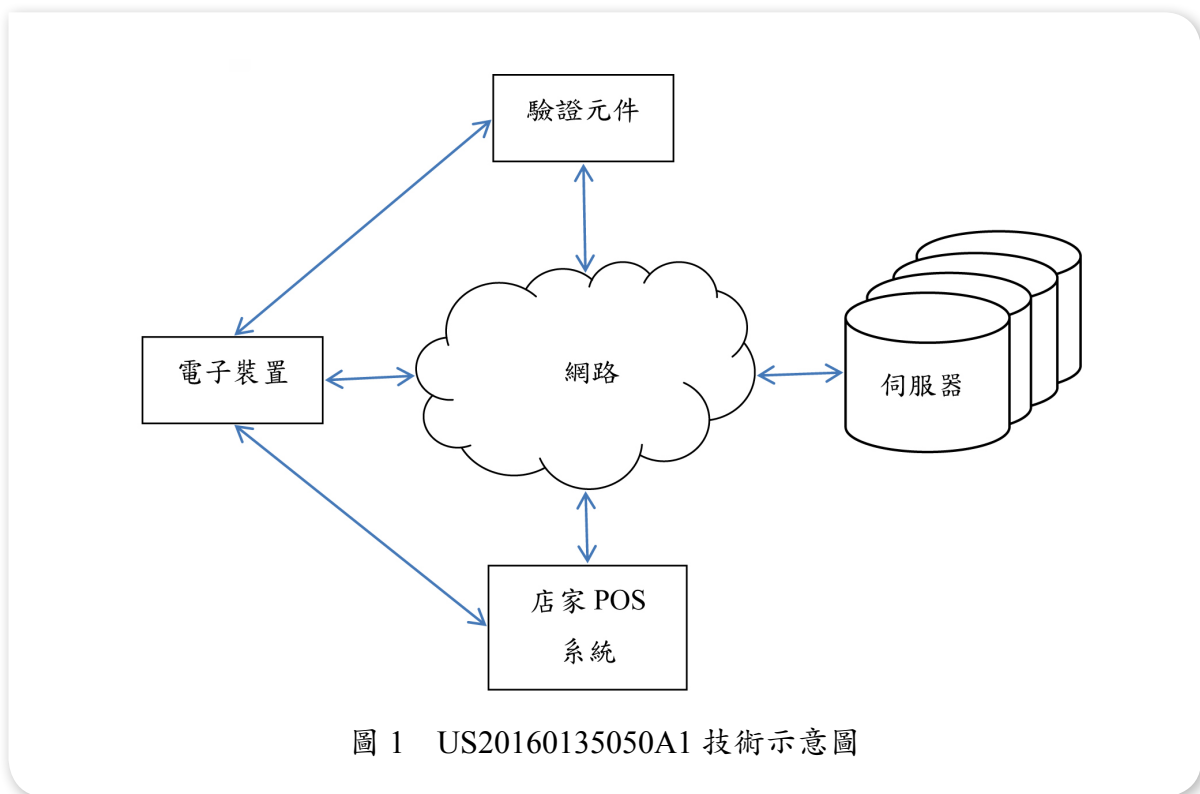 驗證元件
電子裝置
網路
伺服器
店家 POS
系統
圖 1 US20160135050A1 技術示意圖